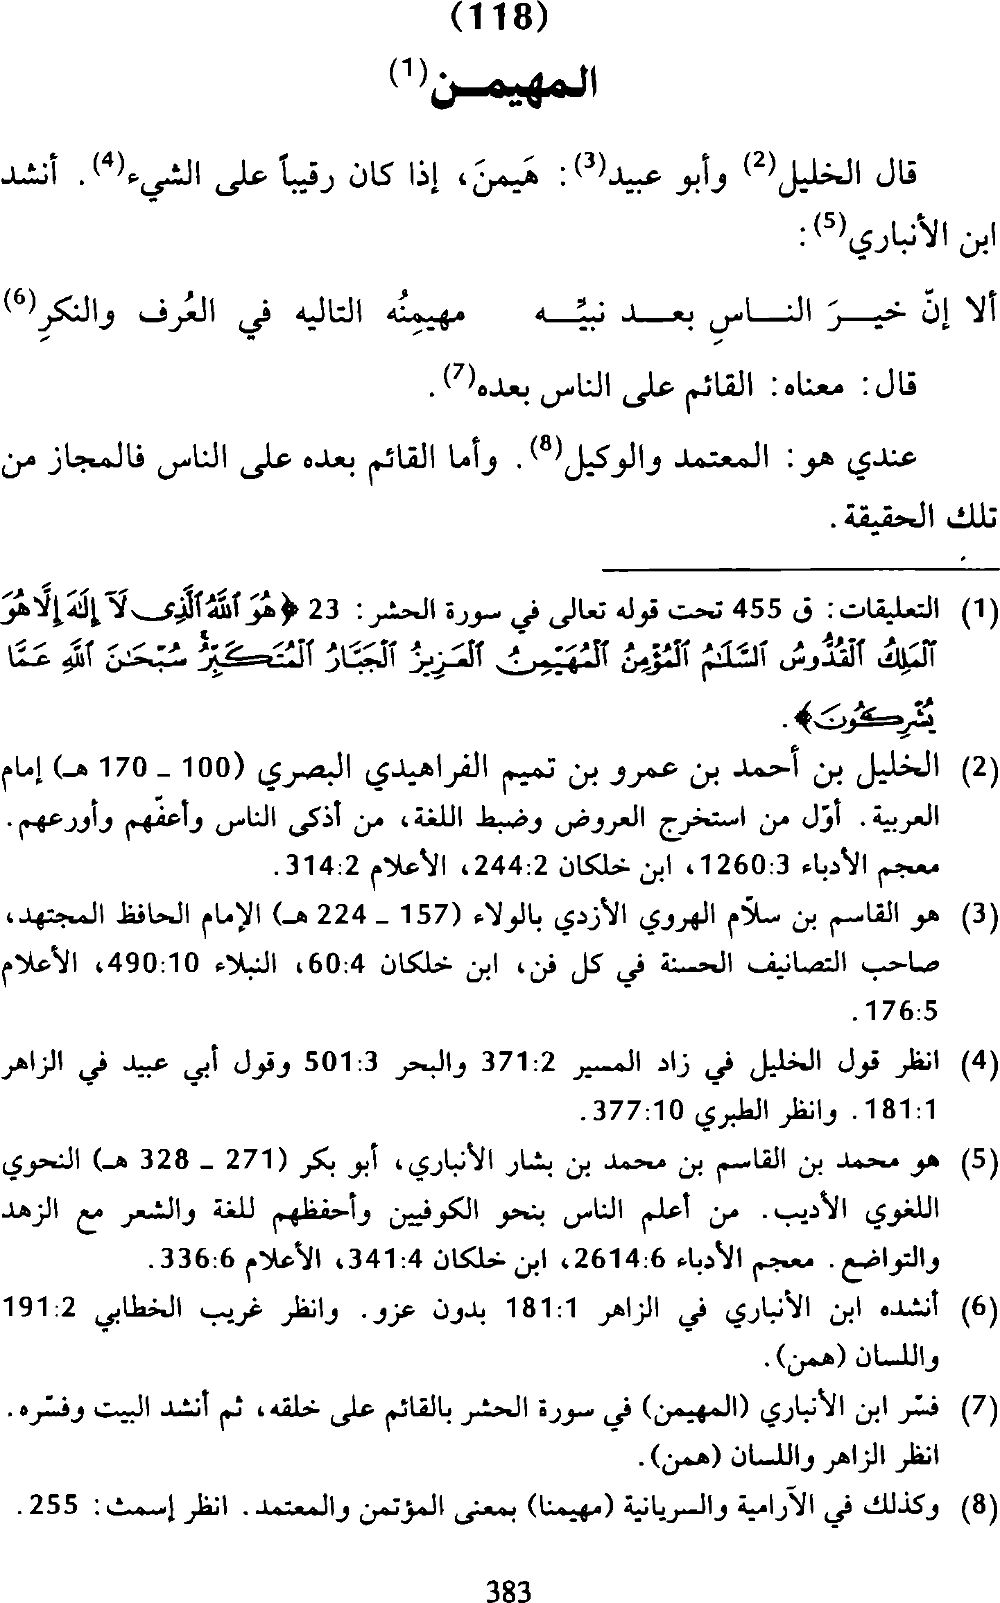 (118)
المهيمـن(1)
قال الخليل(2) وأبو عبيد(3): هَيمنَ، إذا كان رقيباً على الشيء(4). أنشد
ابن الأنباري(5):
ألا إنّ خيـرَ النـاسِ بعـد نبيِّـه مهيمِنُه التاليه في العُرف والنكرِ(6)
قال: معناه: القائم على الناس بعده(7).
عندي هو: المعتمد والوكيل(8). وأما القائم بعده على الناس فالمجاز من
تلك الحقيقة.
(1) التعليقات: ق 455 تحت قوله تعالى في سورة الحشر: 23 ﴿هُوَ ٱللَّهُ ٱلَّذِى لَآ إِلَٰهَ إِلَّا هُوَ
ٱلْمَلِكُ ٱلْقُدُّوسُ ٱلسَّلَٰمُ ٱلْمُؤْمِنُ ٱلْمُهَيْمِنُ ٱلْعَزِيزُ ٱلْجَبَّارُ ٱلْمُتَكَبِّرُ ۚ سُبْحَٰنَ ٱللَّهِ عَمَّا
يُشْرِكُونَ﴾.
(2) الخليل بن أحمد بن عمرو بن تميم الفراهيدي البصري (100 ـ 170 هـ) إمام
العربية. أوّل من استخرج العروض وضبط اللغة، من أذكى الناس وأعفّهم وأورعهم.
معجم الأدباء 1260:3، ابن خلكان 244:2، الأعلام 314:2.
(3) هو القاسم بن سلاّم الهروي الأزدي بالولاء (157 ـ 224 هـ) الإمام الحافظ المجتهد،
صاحب التصانيف الحسنة في كل فن، ابن خلكان 60:4، النبلاء 490:10، الأعلام
176:5.
(4) انظر قول الخليل في زاد المسير 371:2 والبحر 501:3 وقول أبي عبيد في الزاهر
181:1. وانظر الطبري 377:10.
(5) هو محمد بن القاسم بن محمد بن بشار الأنباري، أبو بكر (271 ـ 328 هـ) النحوي
اللغوي الأديب. من أعلم الناس بنحو الكوفيين وأحفظهم للغة والشعر مع الزهد
والتواضع. معجم الأدباء 2614:6، ابن خلكان 341:4، الأعلام 336:6.
(6) أنشده ابن الأنباري في الزاهر 181:1 بدون عزو. وانظر غريب الخطابي 191:2
واللسان (همن).
(7) فسّر ابن الأنباري (المهيمن) في سورة الحشر بالقائم على خلقه، ثم أنشد البيت وفسّره.
انظر الزاهر واللسان (همن).
(8) وكذلك في الآرامية والسريانية (مهيمنا) بمعنى المؤتمن والمعتمد. انظر إسمث: 255.
383